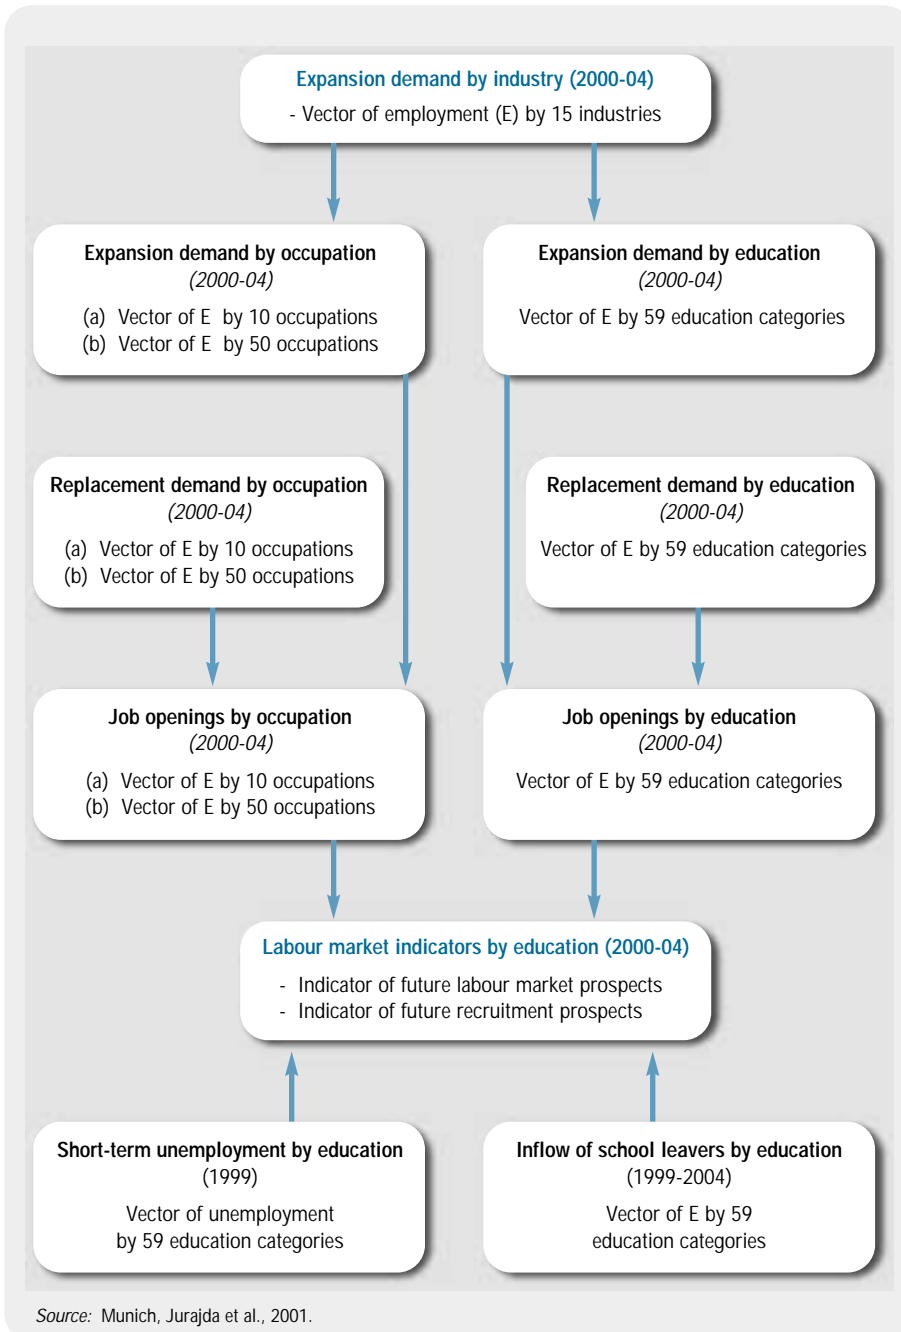 Expansion demand by industry (2000-04)
- Vector of employment (E) by 15 industries
Expansion demand by occupation
(2000-04)
(a) Vector of E by 10 occupations
(b) Vector of E by 50 occupations
Expansion demand by education
(2000-04)
Vector of E by 59 education categories
Replacement demand by occupation
(2000-04)
(a) Vector of E by 10 occupations
(b) Vector of E by 50 occupations
Replacement demand by education
(2000-04)
Vector of E by 59 education categories
Job openings by occupation
(2000-04)
(a) Vector of E by 10 occupations
(b) Vector of E by 50 occupations
Job openings by education
(2000-04)
Vector of E by 59 education categories
Labour market indicators by education (2000-04)
- Indicator of future labour market prospects
- Indicator of future recruitment prospects
Short-term unemployment by education
(1999)
Vector of unemployment
by 59 education categories
Inflow of school leavers by education
(1999-2004)
Vector of E by 59
education categories
Source: Munich, Jurajda et al., 2001.